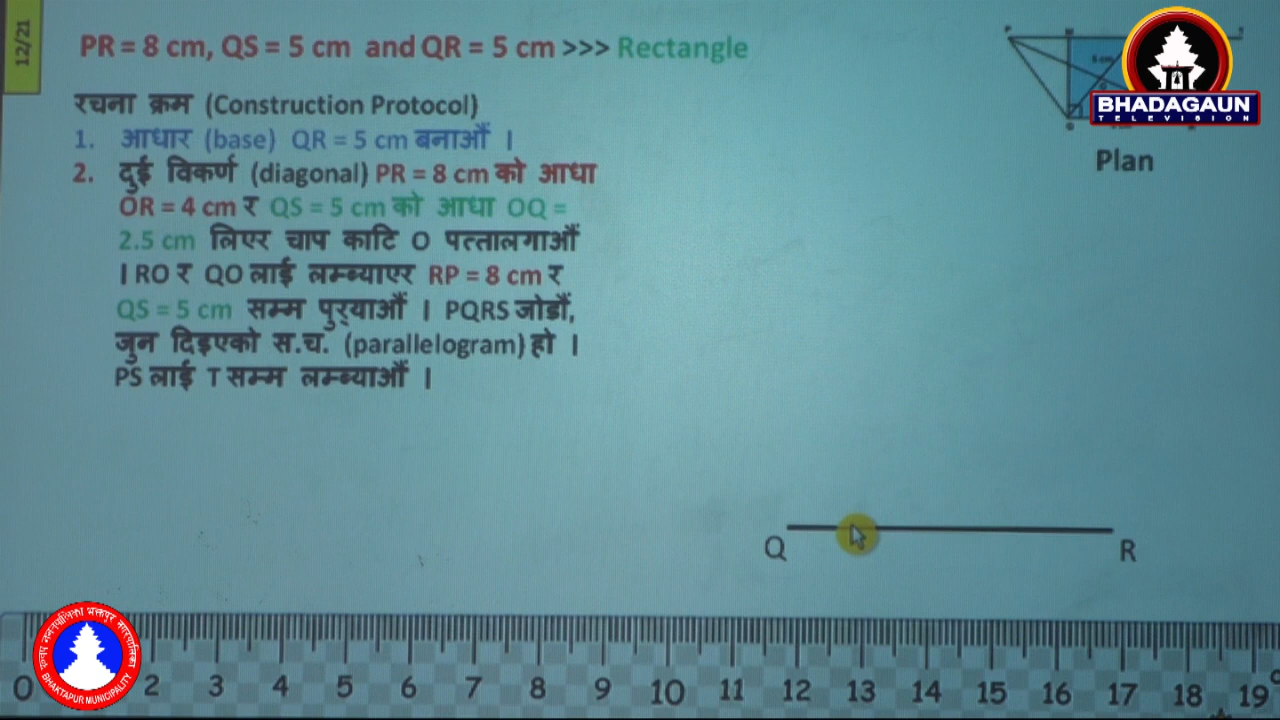 12/21
PR = 8 cm, QS = 5 cm and QR = 5 cm >>> Rectangle
रचना क्रम (Construction Protocol)
1. आधार (base) QR = 5 cm बनाऔं ।
2. दुई विकर्ण (diagonal) PR = 8 cm को आधा
OR = 4 cm र QS = 5 cm को आधा OQ =
2.5 cm लिएर चाप काटि O पत्तालगाऔं
। RO र QO लाई लम्ब्याएर RP = 8 cm र
QS = 5 cm सम्म पुर्‍याऔं । PQRS जोडौं,
जुन दिइएको स.च. (parallelogram) हो ।
PS लाई T सम्म लम्ब्याऔं ।
BHADAGAUN
TELEVISION
Plan
Q R
BHAKTAPUR MUNICIPALITY
0 2 3 4 5 6 7 8 9 10 11 12 13 14 15 16 17 18 19